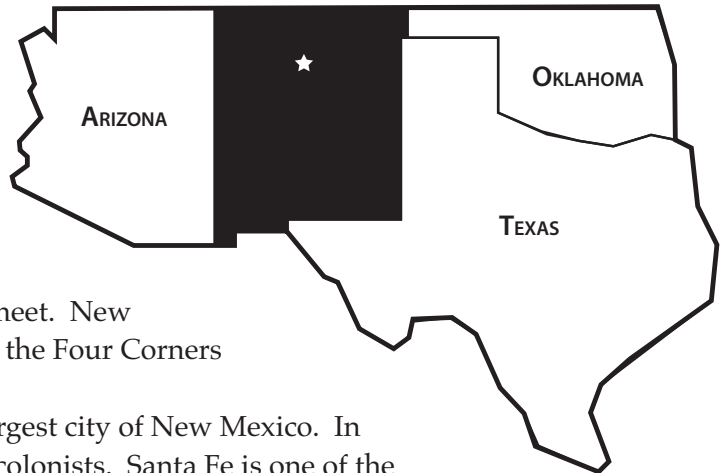 OKLAHOMA
ARIZONA
TEXAS
meet. New
the Four Corners
rgest city of New Mexico. In
colonists. Santa Fe is one of the